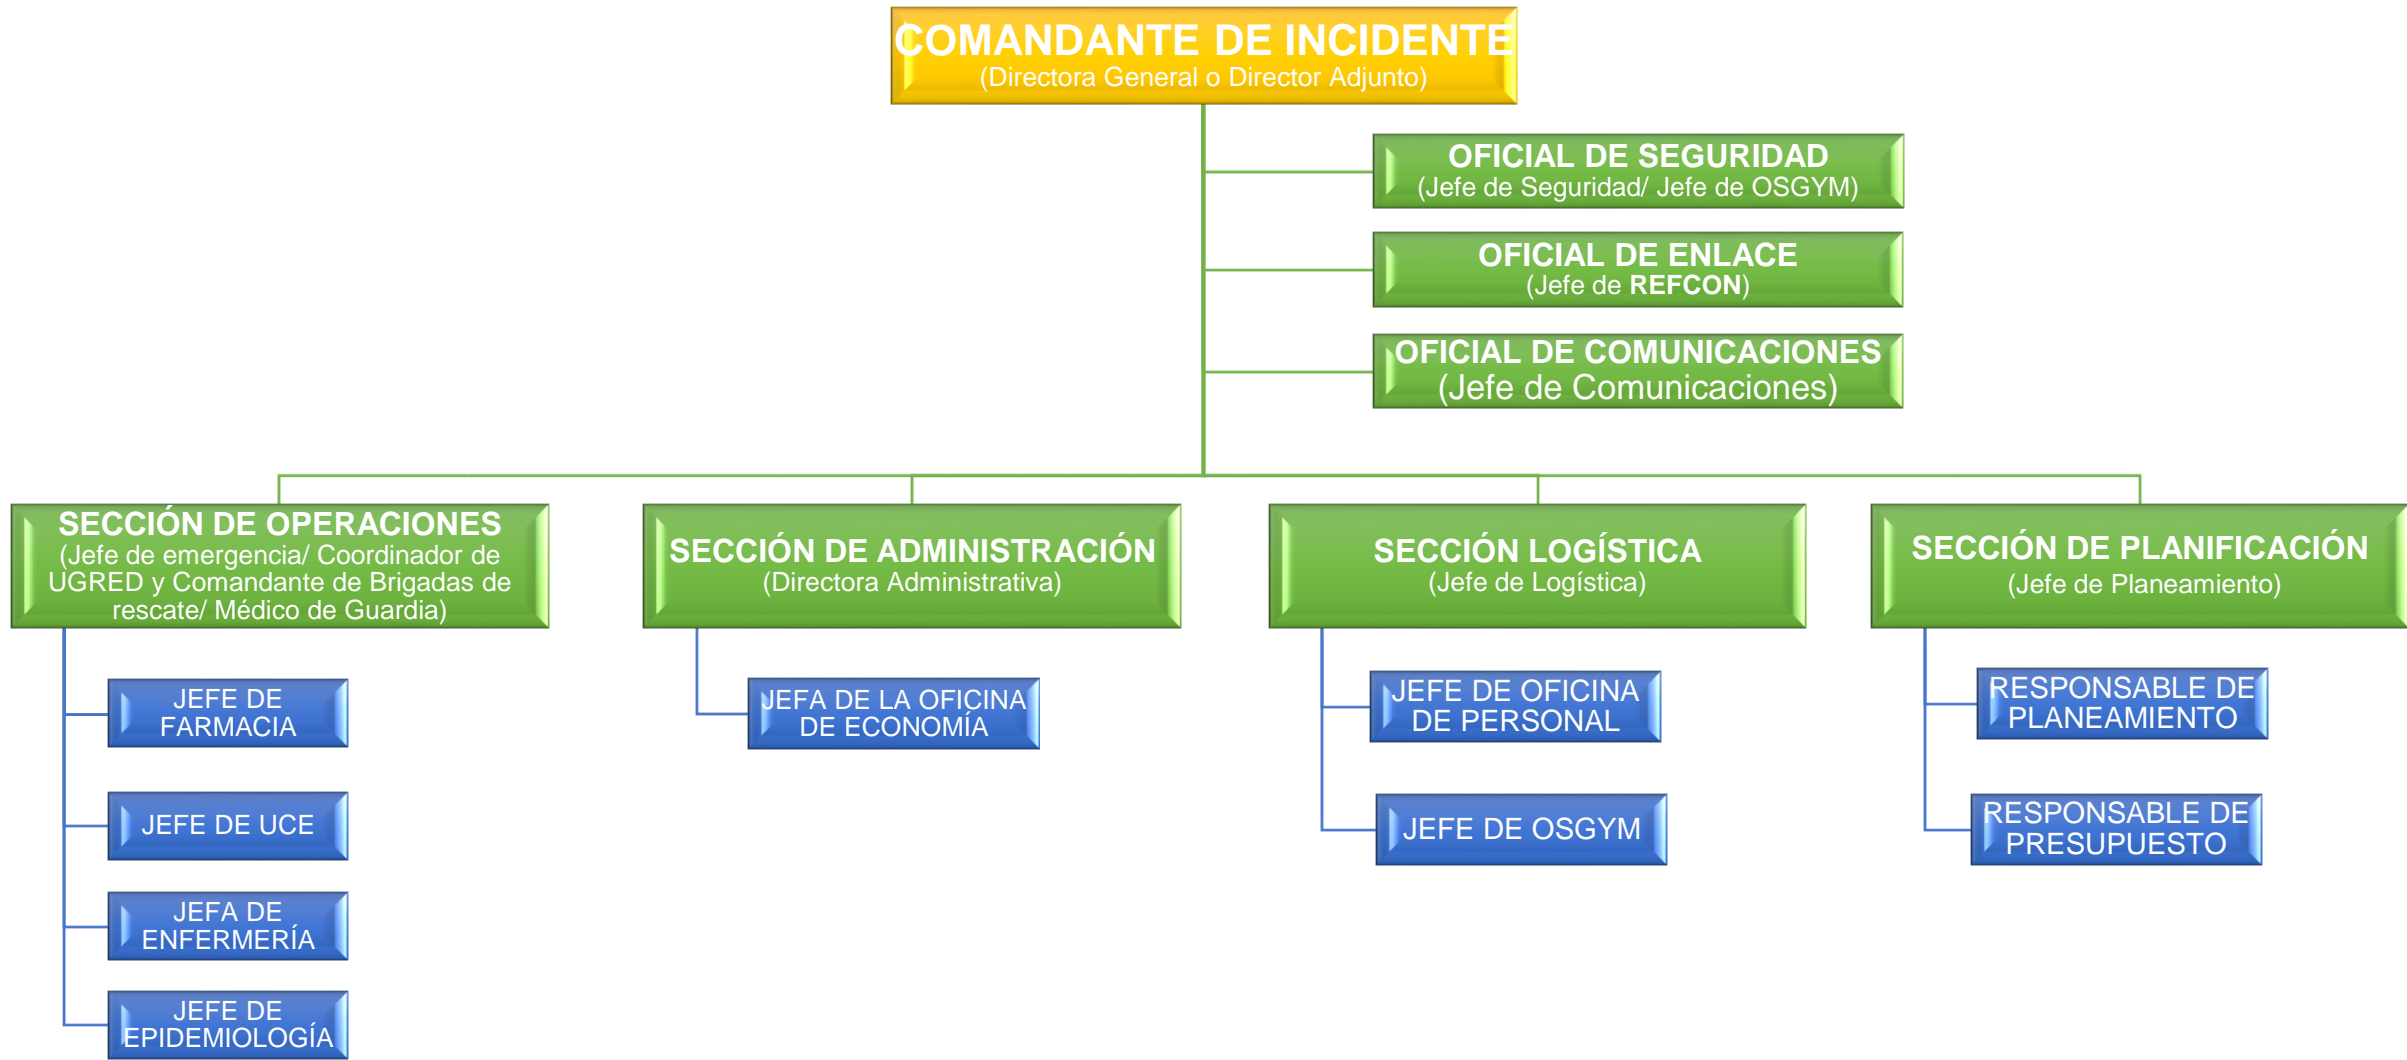 COMANDANTE DE INCIDENTE
(Directora General o Director Adjunto)
OFICIAL DE SEGURIDAD
(Jefe de Seguridad/ Jefe de OSGYM)
OFICIAL DE ENLACE
(Jefe de REFCON)
OFICIAL DE COMUNICACIONES
(Jefe de Comunicaciones)
SECCIÓN DE OPERACIONES
(Jefe de emergencia/ Coordinador de
UGRED y Comandante de Brigadas de
rescate/ Médico de Guardia)
SECCIÓN DE ADMINISTRACIÓN
(Directora Administrativa)
SECCIÓN LOGÍSTICA
(Jefe de Logística)
SECCIÓN DE PLANIFICACIÓN
(Jefe de Planeamiento)
JEFE DE
FARMACIA
JEFE DE UCE
JEFA DE
ENFERMERÍA
JEFE DE
EPIDEMIOLOGÍA
JEFA DE LA OFICINA
DE ECONOMÍA
JEFE DE OFICINA
DE PERSONAL
JEFE DE OSGYM
RESPONSABLE DE
PLANEAMIENTO
RESPONSABLE DE
PRESUPUESTO